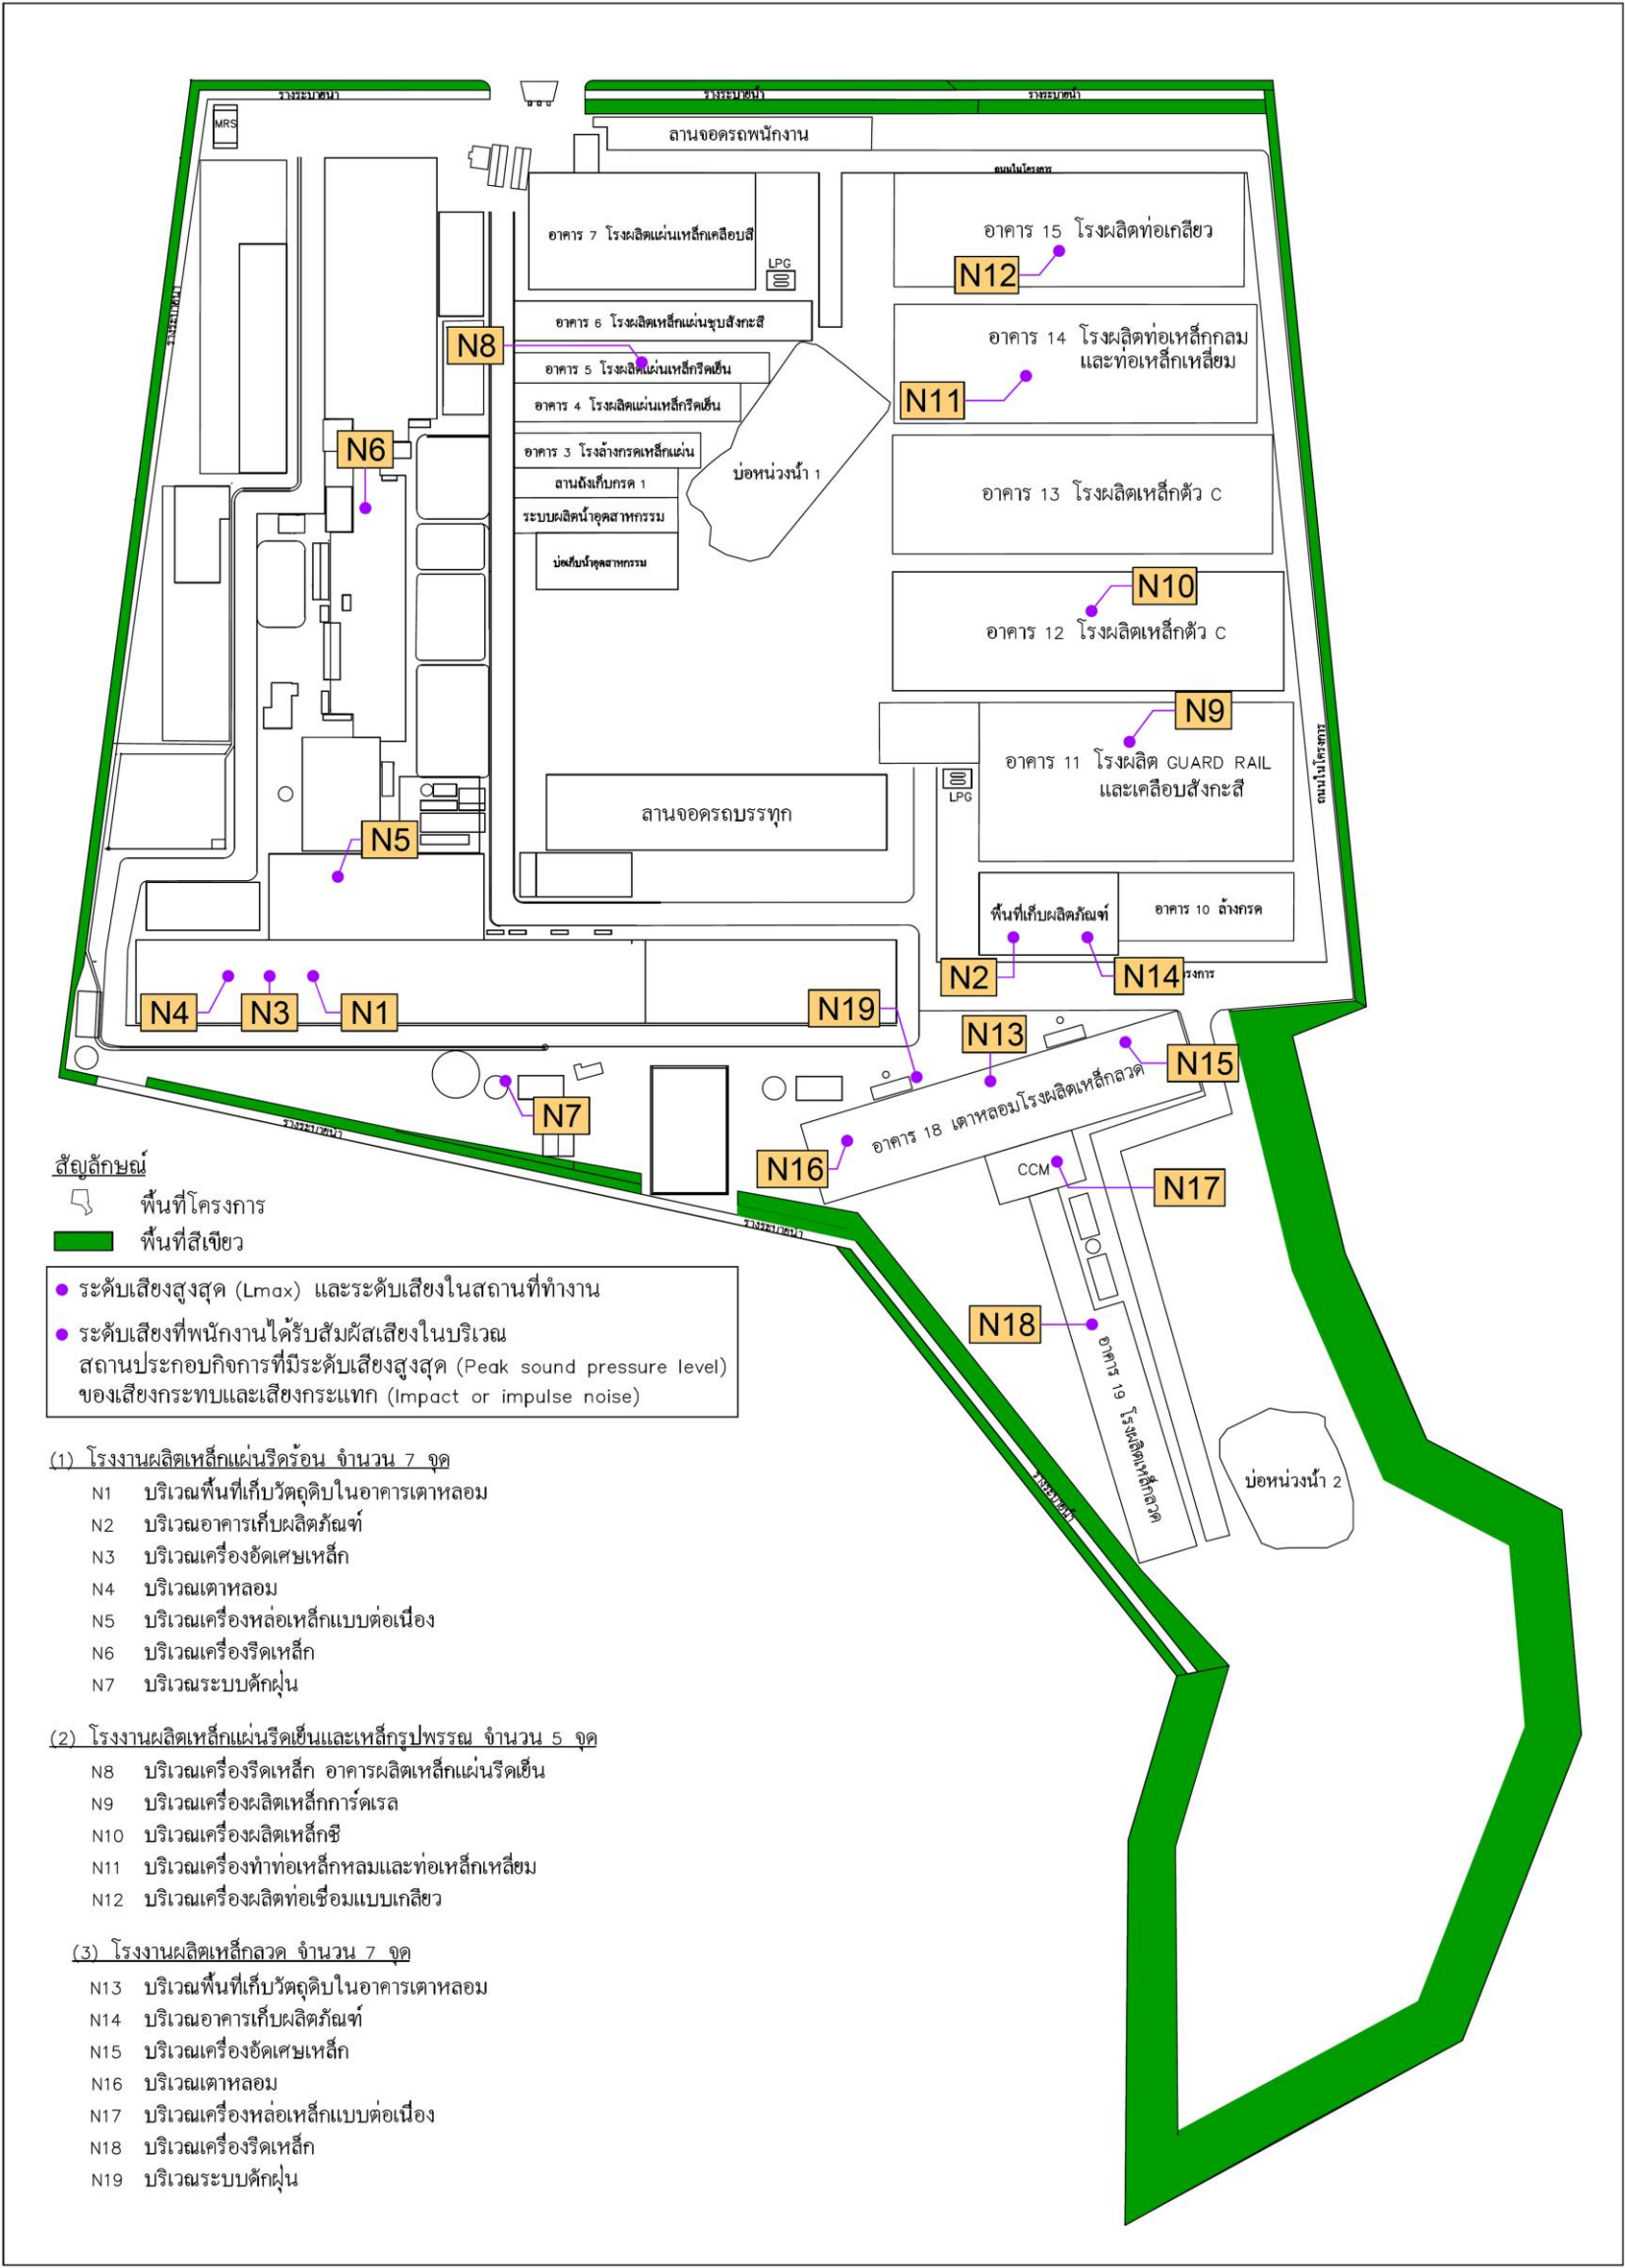 รางระบายน้ำ
รางระบายน้ำ
รางระบายน้ำ
MRS
ลานจอดรถพนักงาน
ถนนในโครงการ
อาคาร 7 โรงผลิตแผ่นเหล็กเคลือบสี
LPG
อาคาร 15 โรงผลิตท่อเกลียว
N12
รางระบายน้ำ
อาคาร 6 โรงผลิตเหล็กแผ่นชุบสังกะสี
N8
อาคาร 5 โรงผลิตแผ่นเหล็กรีดเย็น
อาคาร 14 โรงผลิตท่อเหล็กกลม
และท่อเหล็กเหลี่ยม
N11
อาคาร 4 โรงผลิตแผ่นเหล็กรีดเย็น
N6
อาคาร 3 โรงล้างกรดเหล็กแผ่น
บ่อหน่วงน้ำ 1
ลานถังเก็บกรด 1
อาคาร 13 โรงผลิตเหล็กตัว C
ระบบผลิตน้ำอุตสาหกรรม
บ่อเก็บน้ำอุตสาหกรรม
N10
อาคาร 12 โรงผลิตเหล็กตัว C
N9
อาคาร 11 โรงผลิต GUARD RAIL
และเคลือบสังกะสี
ถนนในโครงการ
LPG
ลานจอดรถบรรทุก
N5
พื้นที่เก็บผลิตภัณฑ์
อาคาร 10 ล้างกรด
N2
N14
รงการ
N4
N3
N1
N19
N13
N15
อาคาร 18 เตาหลอมโรงผลิตเหล็กลวด
N7
รางระบายน้ำ
N16
CCM
N17
รางระบายน้ำ
N18
อาคาร 19 โรงผลิตเหล็กลวด
บ่อหน่วงน้ำ 2
รางระบายน้ำ
สัญลักษณ์
พื้นที่โครงการ
พื้นที่สีเขียว
ระดับเสียงสูงสุด (Lmax) และระดับเสียงในสถานที่ทำงาน
ระดับเสียงที่พนักงานได้รับสัมผัสเสียงในบริเวณ
สถานประกอบกิจการที่มีระดับเสียงสูงสุด (Peak sound pressure level)
ของเสียงกระทบและเสียงกระแทก (Impact or impulse noise)
(1) โรงงานผลิตเหล็กแผ่นรีดร้อน จำนวน 7 จุด
N1 บริเวณพื้นที่เก็บวัตถุดิบในอาคารเตาหลอม
N2 บริเวณอาคารเก็บผลิตภัณฑ์
N3 บริเวณเครื่องอัดเศษเหล็ก
N4 บริเวณเตาหลอม
N5 บริเวณเครื่องหล่อเหล็กแบบต่อเนื่อง
N6 บริเวณเครื่องรีดเหล็ก
N7 บริเวณระบบดักฝุ่น
(2) โรงงานผลิตเหล็กแผ่นรีดเย็นและเหล็กรูปพรรณ จำนวน 5 จุด
N8 บริเวณเครื่องรีดเหล็ก อาคารผลิตเหล็กแผ่นรีดเย็น
N9 บริเวณเครื่องผลิตเหล็กการ์ดเรล
N10 บริเวณเครื่องผลิตเหล็กซี
N11 บริเวณเครื่องทำท่อเหล็กหลมและท่อเหล็กเหลี่ยม
N12 บริเวณเครื่องผลิตท่อเชื่อมแบบเกลียว
(3) โรงงานผลิตเหล็กลวด จำนวน 7 จุด
N13 บริเวณพื้นที่เก็บวัตถุดิบในอาคารเตาหลอม
N14 บริเวณอาคารเก็บผลิตภัณฑ์
N15 บริเวณเครื่องอัดเศษเหล็ก
N16 บริเวณเตาหลอม
N17 บริเวณเครื่องหล่อเหล็กแบบต่อเนื่อง
N18 บริเวณเครื่องรีดเหล็ก
N19 บริเวณระบบดักฝุ่น